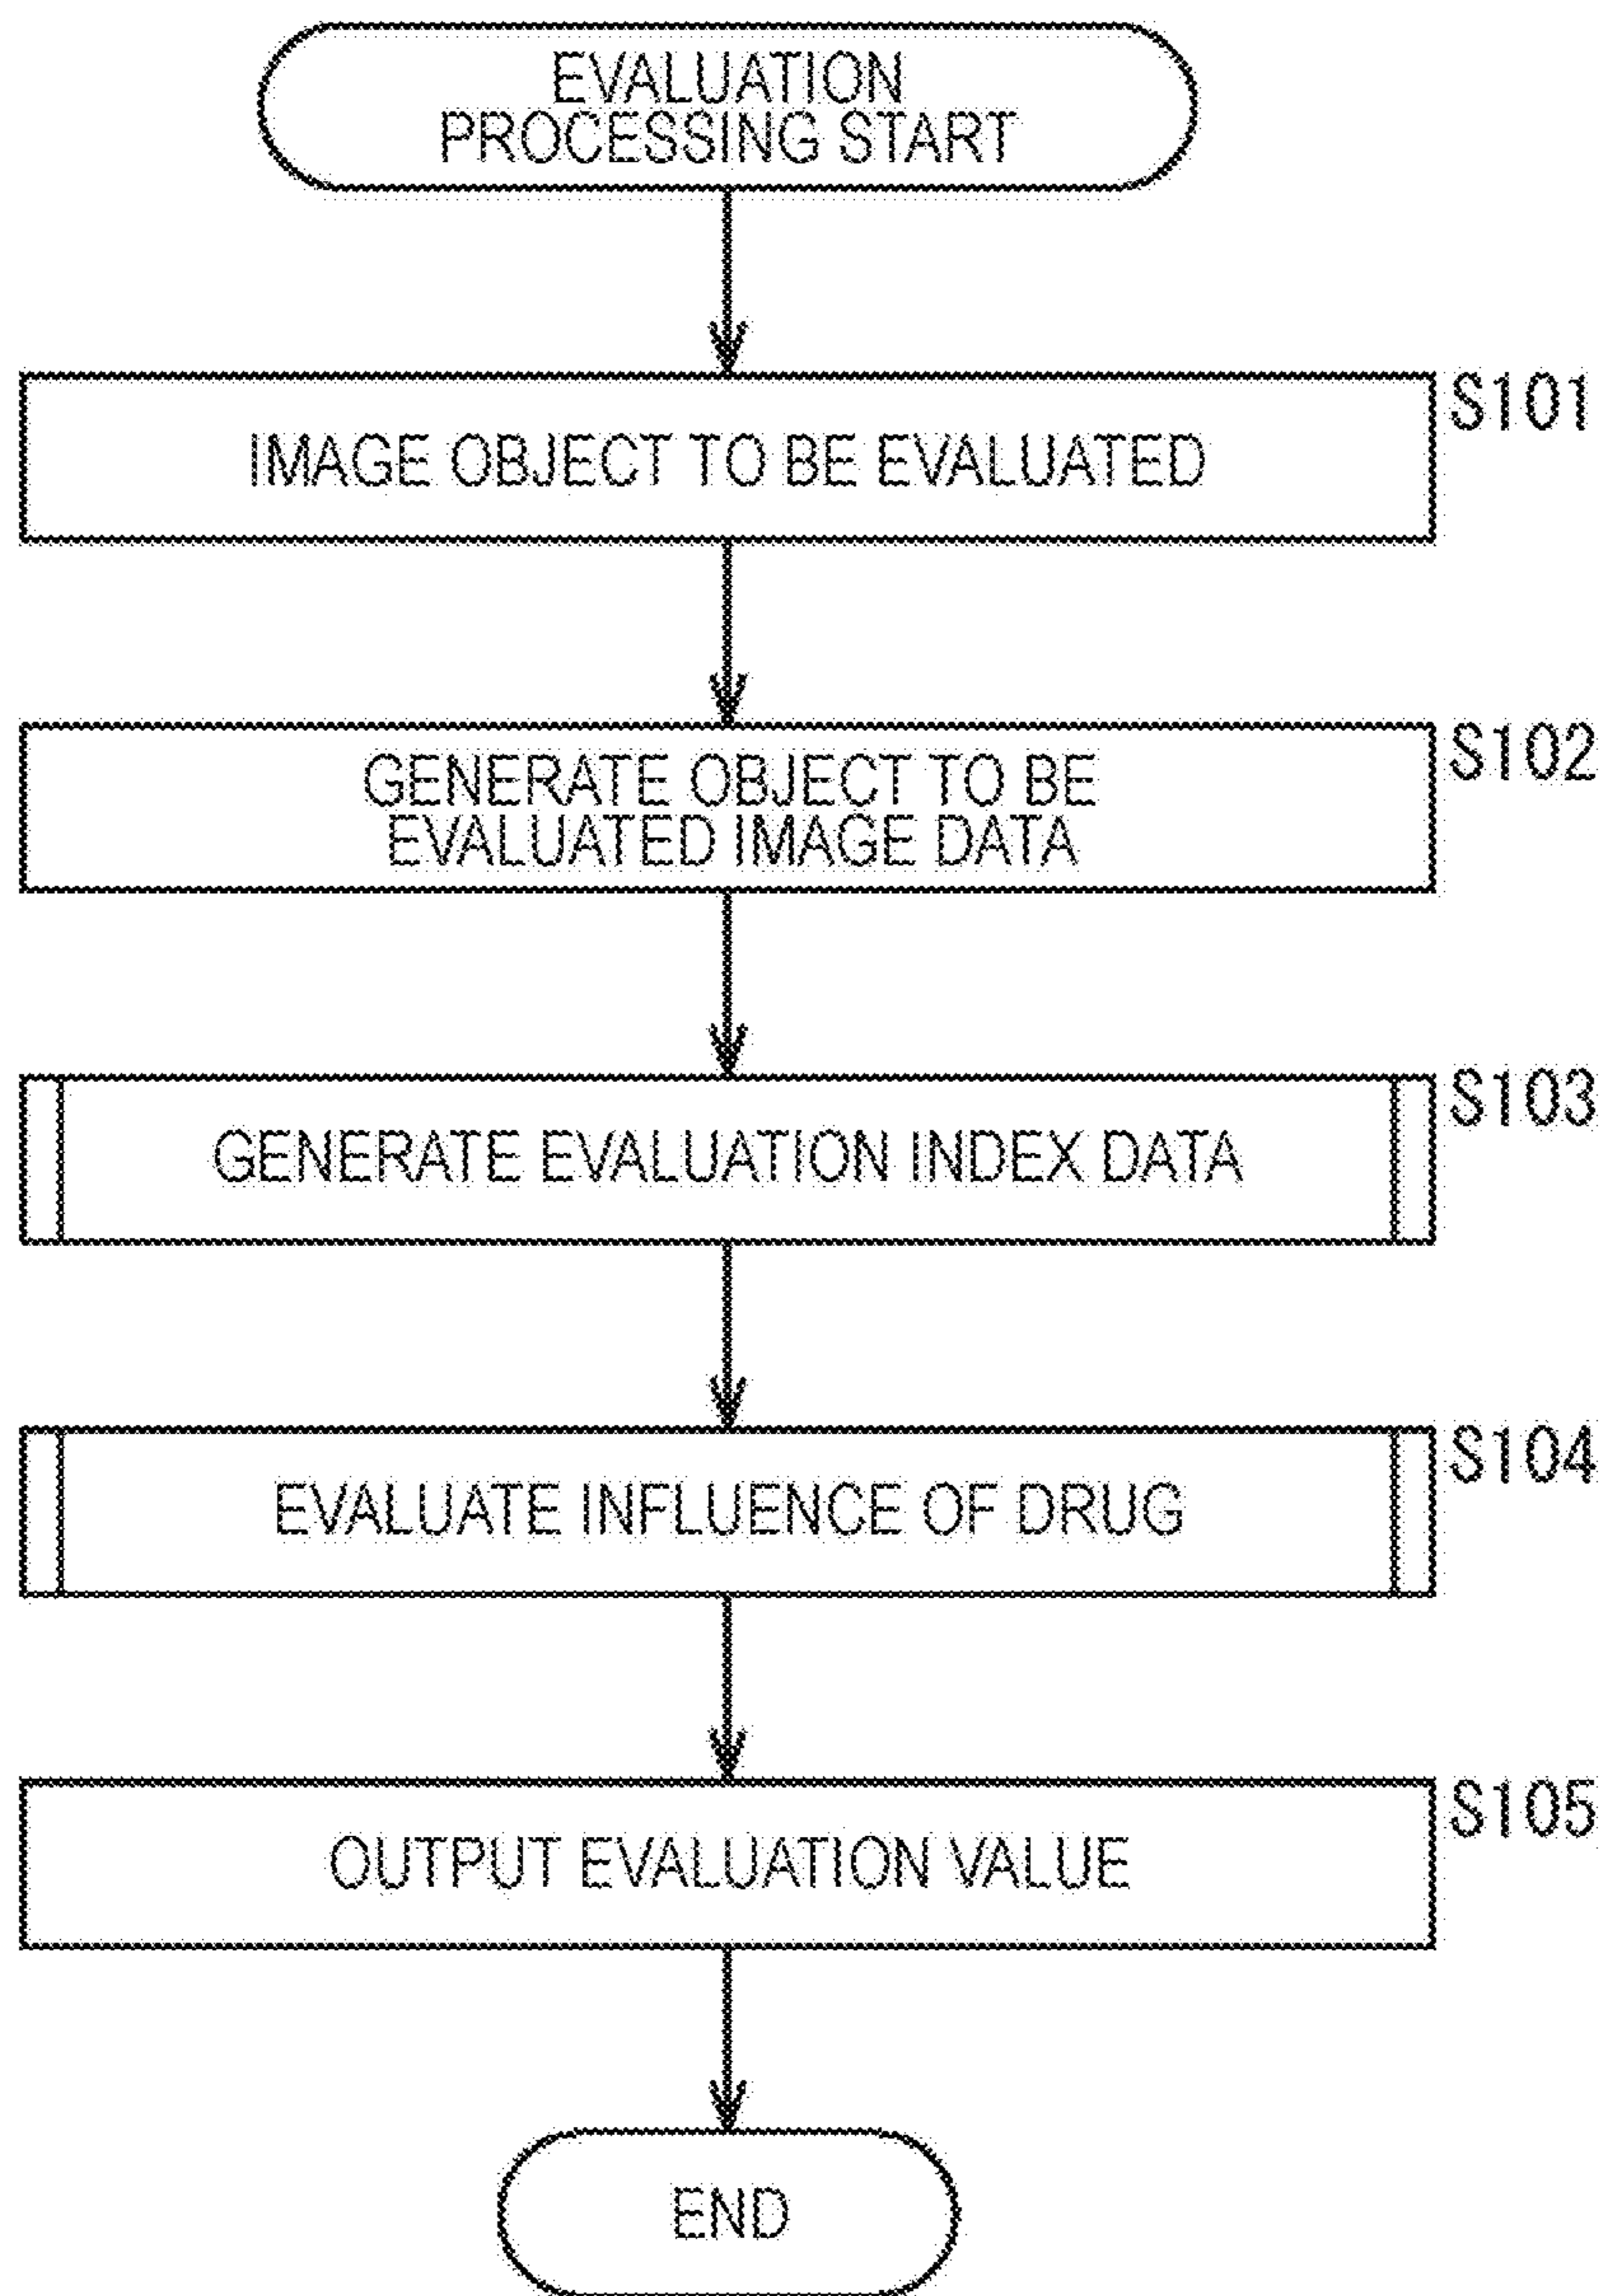 EVALUATION
PROCESSING START
S101
IMAGE OBJECT TO BE EVALUATED
S102
GENERATE OBJECT TO BE
EVALUATED IMAGE DATA
S103
GENERATE EVALUATION INDEX DATA
S104
EVALUATE INFLUENCE OF DRUG
S105
OUTPUT EVALUATION VALUE
END